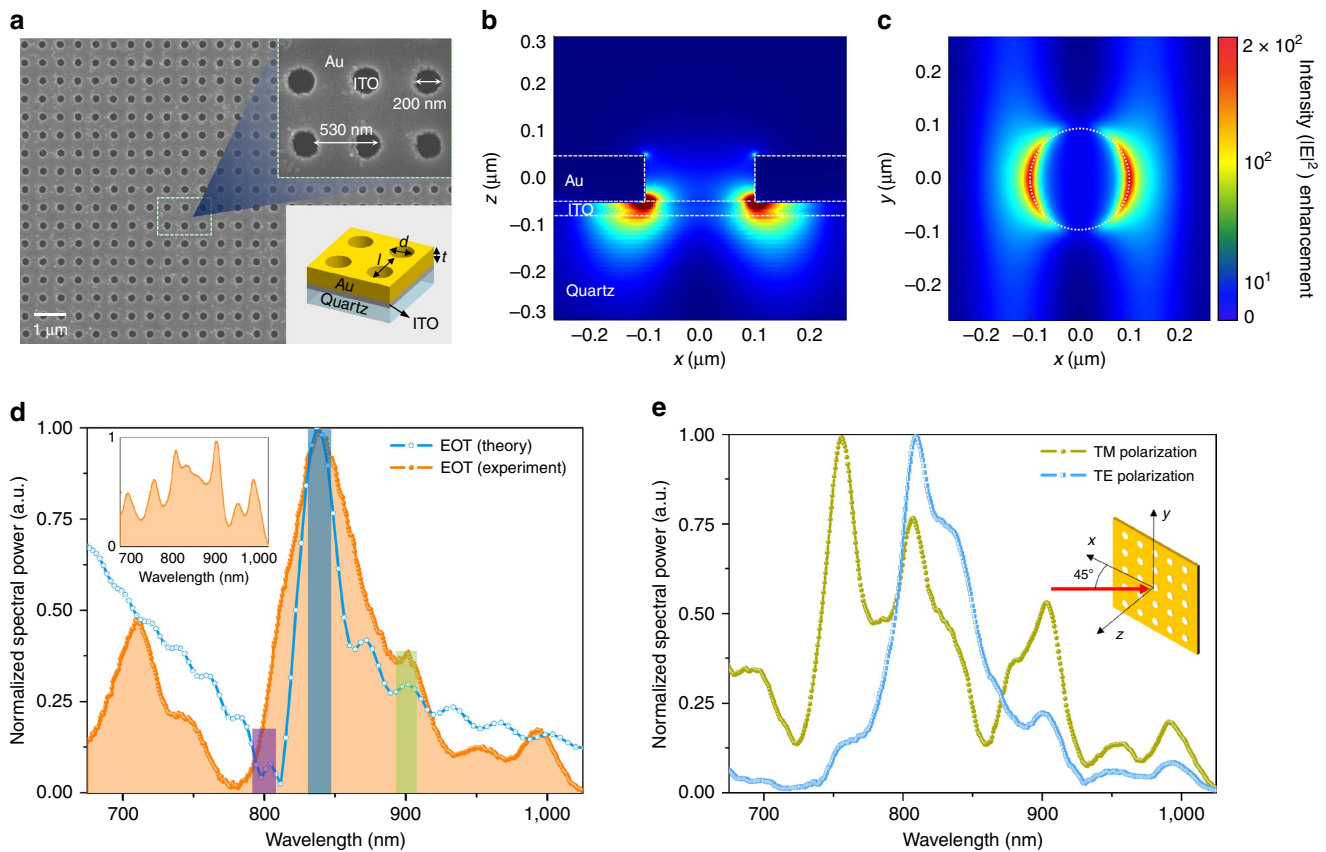 a
Au
ITO
200 nm
530 nm
1 μm
d
l
t
Au
Quartz
ITO
b
0.3
0.2
0.1
0.0
−0.1
−0.2
−0.3
z (μm)
Au
ITO
Quartz
−0.2
−0.1
0.0
0.1
0.2
x (μm)
c
0.2
0.1
0.0
−0.1
−0.2
y (μm)
−0.2
−0.1
0.0
0.1
0.2
x (μm)
2 × 10²
10²
10¹
0
Intensity (|E|²) enhancement
d
1.00
0.75
0.50
0.25
0.00
Normalized spectral power (a.u.)
1
0
700
800
900
1,000
Wavelength (nm)
EOT (theory)
EOT (experiment)
700
800
900
1,000
Wavelength (nm)
e
1.00
0.75
0.50
0.25
0.00
Normalized spectral power (a.u.)
TM polarization
TE polarization
y
x
45°
z
700
800
900
1,000
Wavelength (nm)